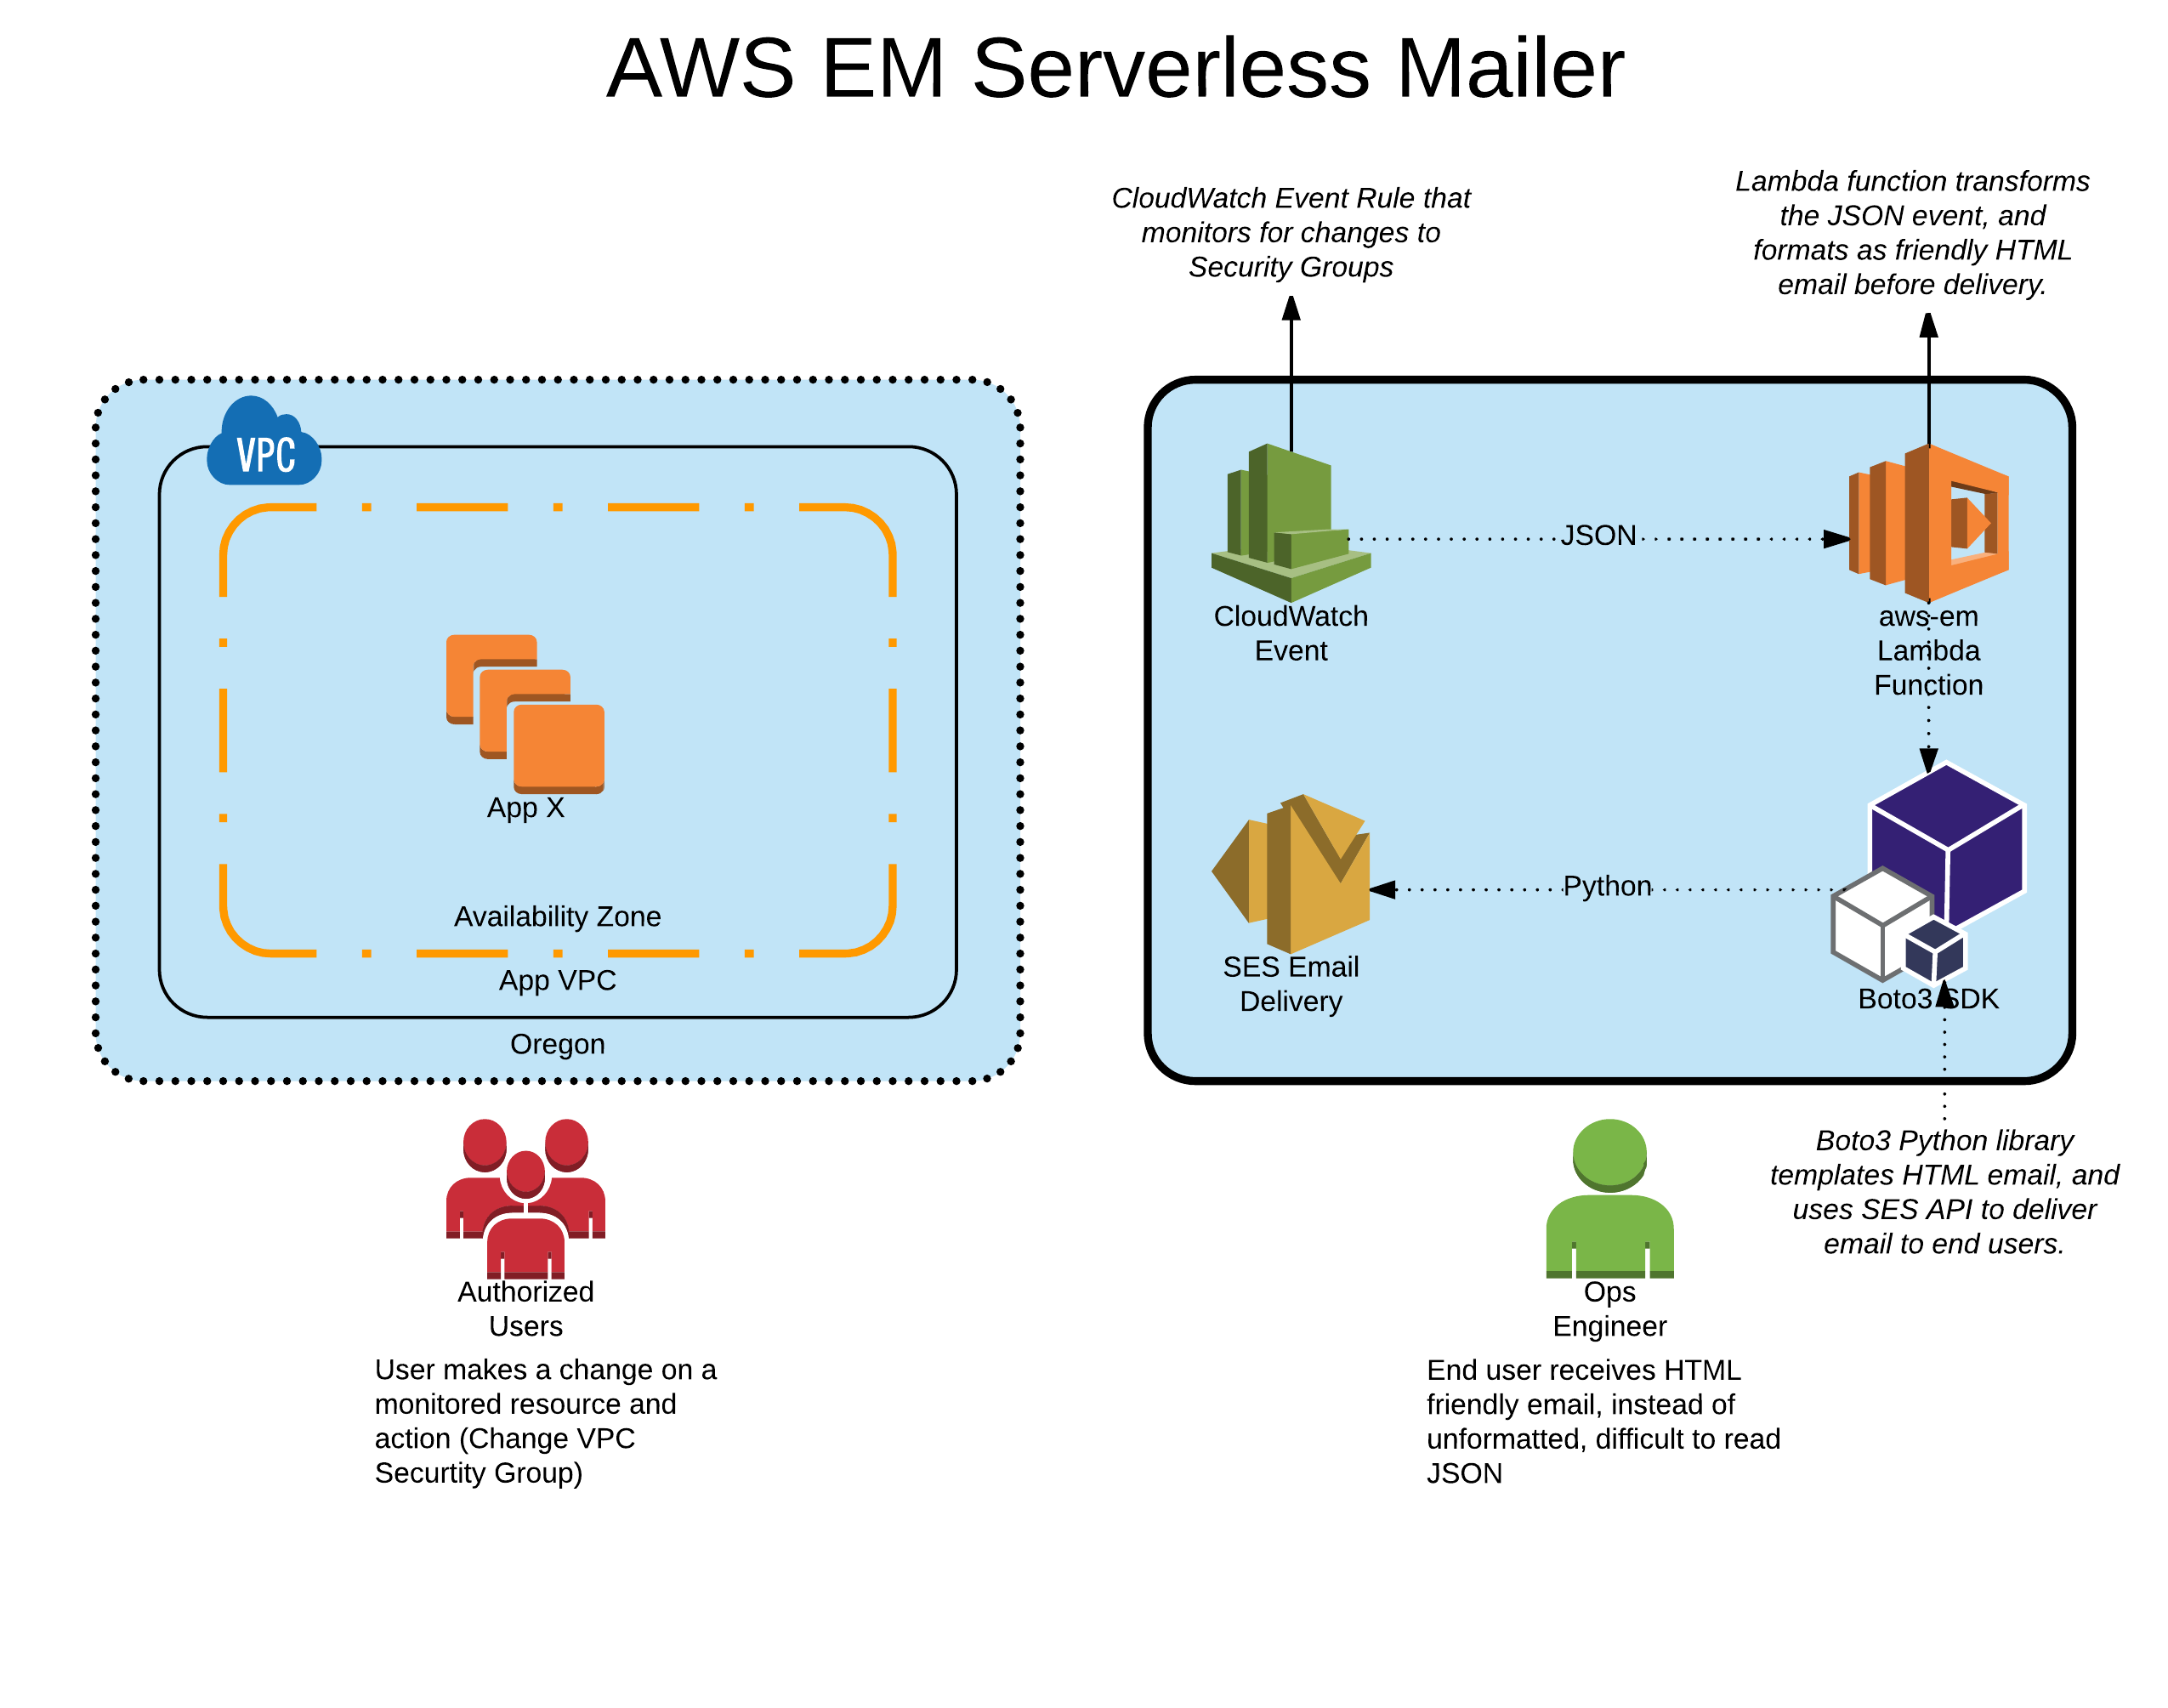 AWS EM Serverless Mailer
CloudWatch Event Rule that
monitors for changes to
Security Groups
Lambda function transforms
the JSON event, and
formats as friendly HTML
email before delivery.
VPC
App X
Availability Zone
App VPC
Oregon
JSON
CloudWatch
Event
aws-em
Lambda
Function
Python
SES Email
Delivery
Boto3 SDK
Authorized
Users
User makes a change on a
monitored resource and
action (Change VPC
Securtity Group)
Ops
Engineer
End user receives HTML
friendly email, instead of
unformatted, difficult to read
JSON
Boto3 Python library
templates HTML email, and
uses SES API to deliver
email to end users.